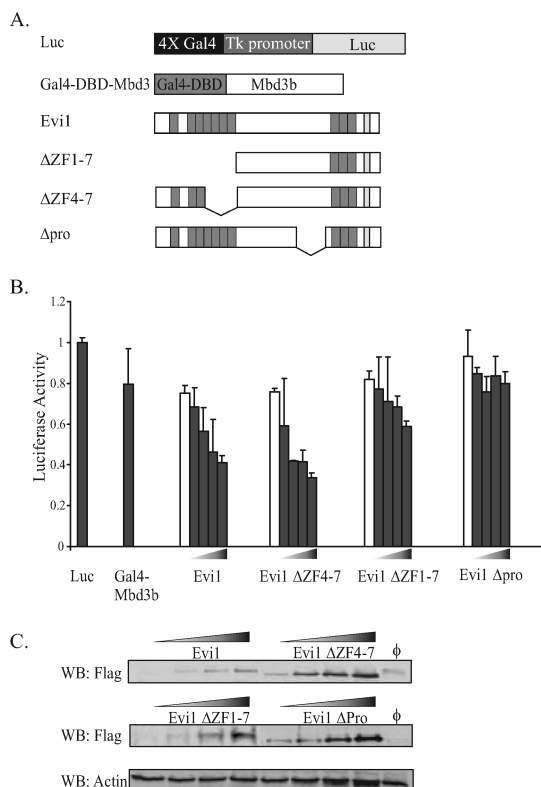 A.
Luc 4X Gal4 Tk promoter Luc
Gal4-DBD-Mbd3 Gal4-DBD Mbd3b
Evi1
ΔZF1-7
ΔZF4-7
Δpro
B.
Luciferase Activity
1.2
1
0.8
0.6
0.4
0.2
0
Luc Gal4-Mbd3b Evi1 Evi1 ΔZF4-7 Evi1 ΔZF1-7 Evi1 Δpro
C.
Evi1 Evi1 ΔZF4-7 ϕ
WB: Flag
Evi1 ΔZF1-7 Evi1 ΔPro ϕ
WB: Flag
WB: Actin